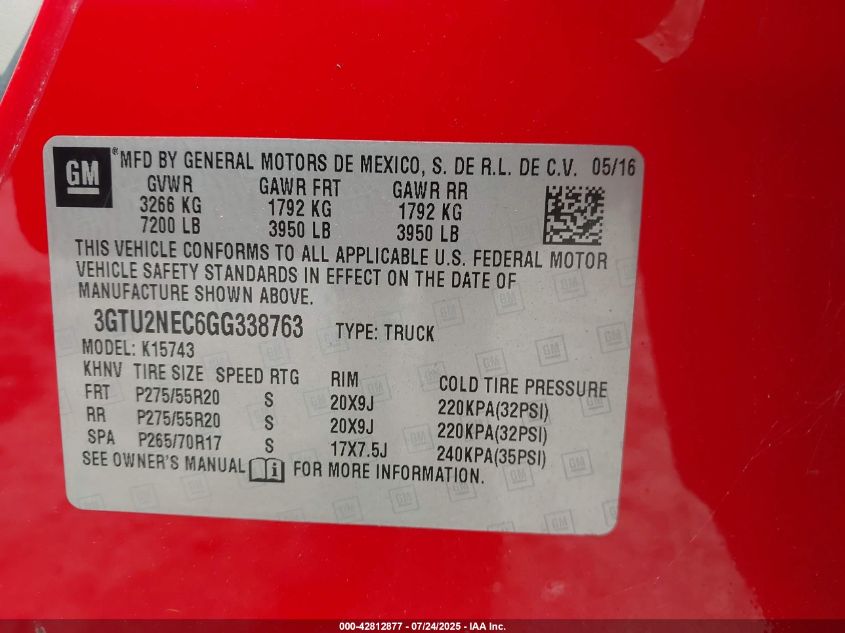 GM
® MFD BY GENERAL MOTORS DE MEXICO, S. DE R.L. DE C.V. 05/16
GVWR GAWR FRT GAWR RR
3266 KG 1792 KG 1792 KG
7200 LB 3950 LB 3950 LB
THIS VEHICLE CONFORMS TO ALL APPLICABLE U.S. FEDERAL MOTOR
VEHICLE SAFETY STANDARDS IN EFFECT ON THE DATE OF
MANUFACTURE SHOWN ABOVE.
3GTU2NEC6GG338763 TYPE: TRUCK
MODEL: K15743
KHNV TIRE SIZE SPEED RTG RIM COLD TIRE PRESSURE
FRT P275/55R20 S 20X9J 220KPA(32PSI)
RR P275/55R20 S 20X9J 220KPA(32PSI)
SPA P265/70R17 S 17X7.5J 240KPA(35PSI)
SEE OWNER'S MANUAL FOR MORE INFORMATION.
000-42812877 - 07/24/2025 - IAA Inc.